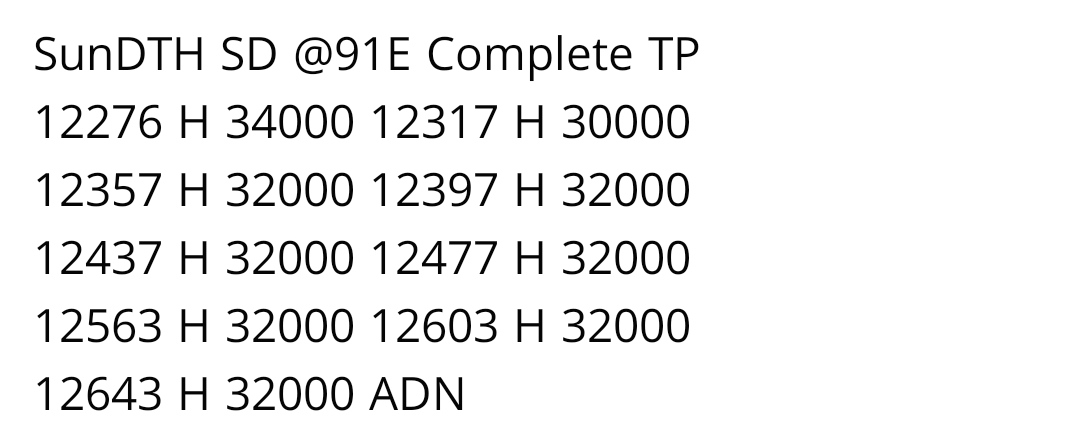 SunDTH SD @91E Complete TP
12276 H 34000 12317 H 30000
12357 H 32000 12397 H 32000
12437 H 32000 12477 H 32000
12563 H 32000 12603 H 32000
12643 H 32000 ADN